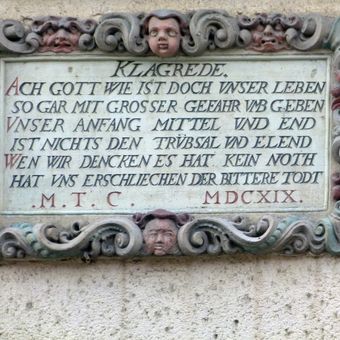 KLAGREDE.
ACH GOTT WIE IST DOCH VNSER LEBEN
SO GAR MIT GROSSER GEFAHR VMBGEBEN
VNSER ANFANG MITTEL VND END
IST NICHTS DEN TRÜBSAL VND ELEND
WEN WIR DENCKEN ES HAT KEIN NOTH
HAT VNS ERSCHLIECHEN DER BITTERE TODT
.M. T. C. MDCXIX.